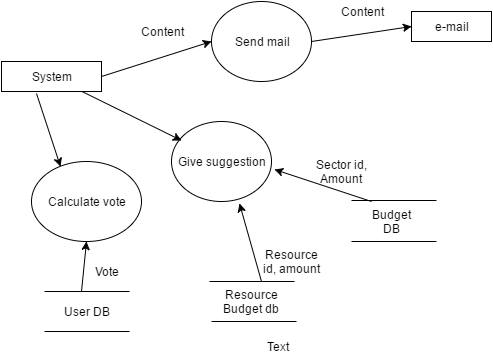 Content
Content
Send mail
e-mail
System
Give suggestion
Sector id,
Amount
Calculate vote
Budget
DB
Vote
Resource
id, amount
User DB
Resource
Budget db
Text